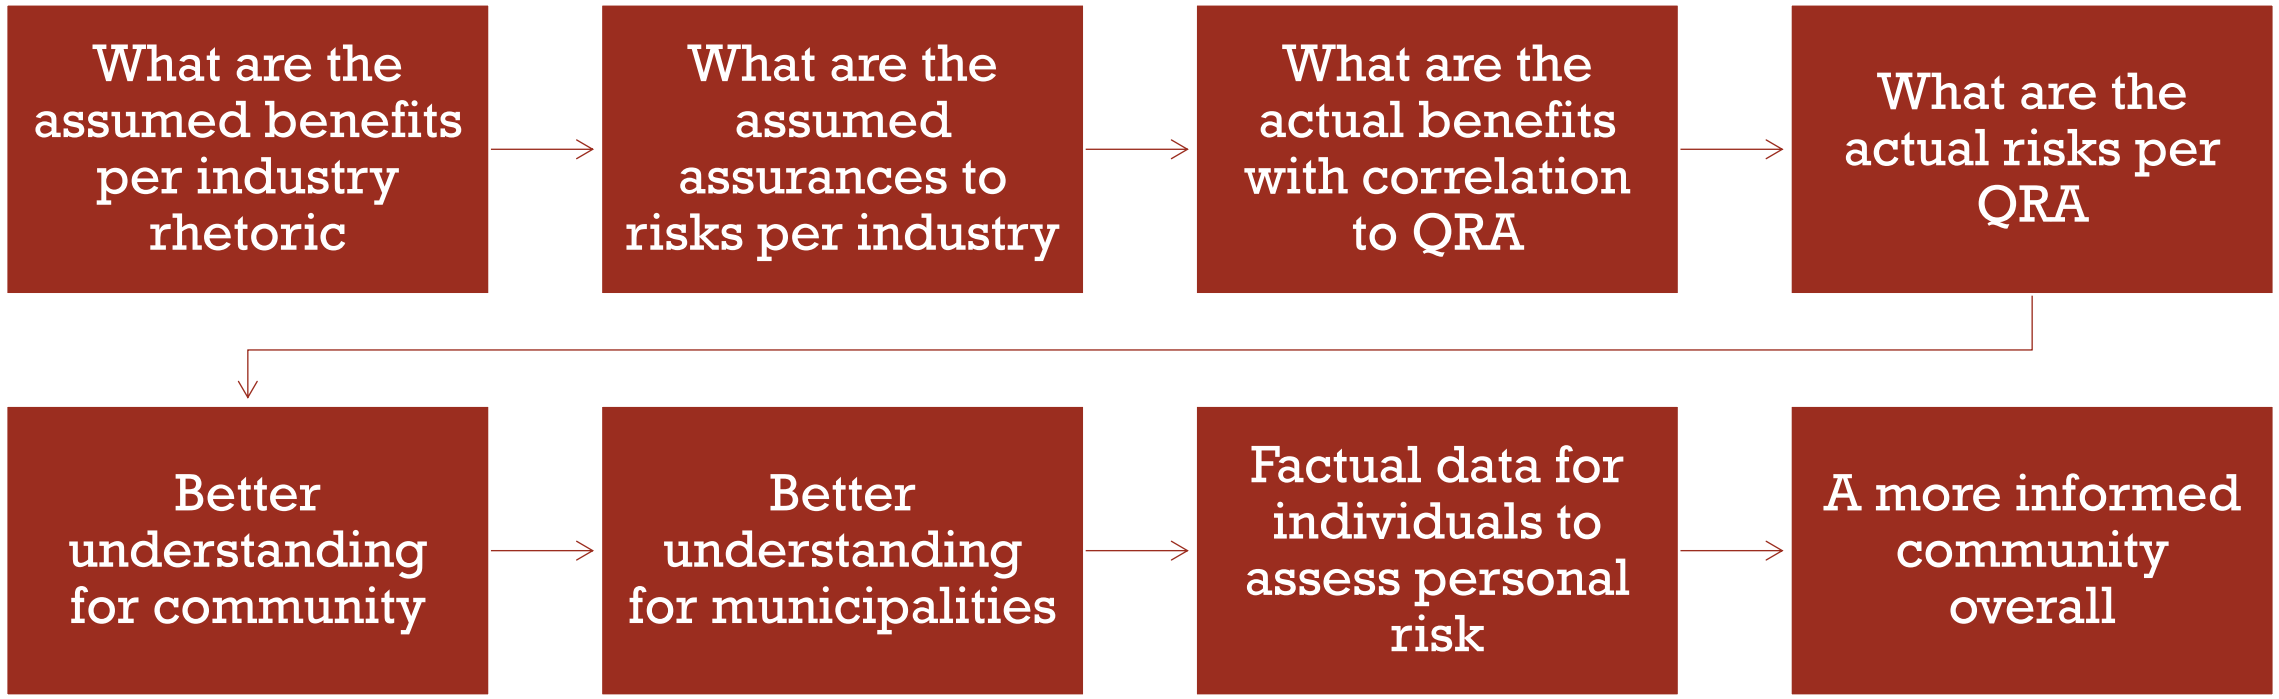 What are the
assumed benefits
per industry
rhetoric
What are the
assumed
assurances to
risks per industry
What are the
actual benefits
with correlation
to QRA
What are the
actual risks per
QRA
Better
understanding
for community
Better
understanding
for municipalities
Factual data for
individuals to
assess personal
risk
A more informed
community
overall